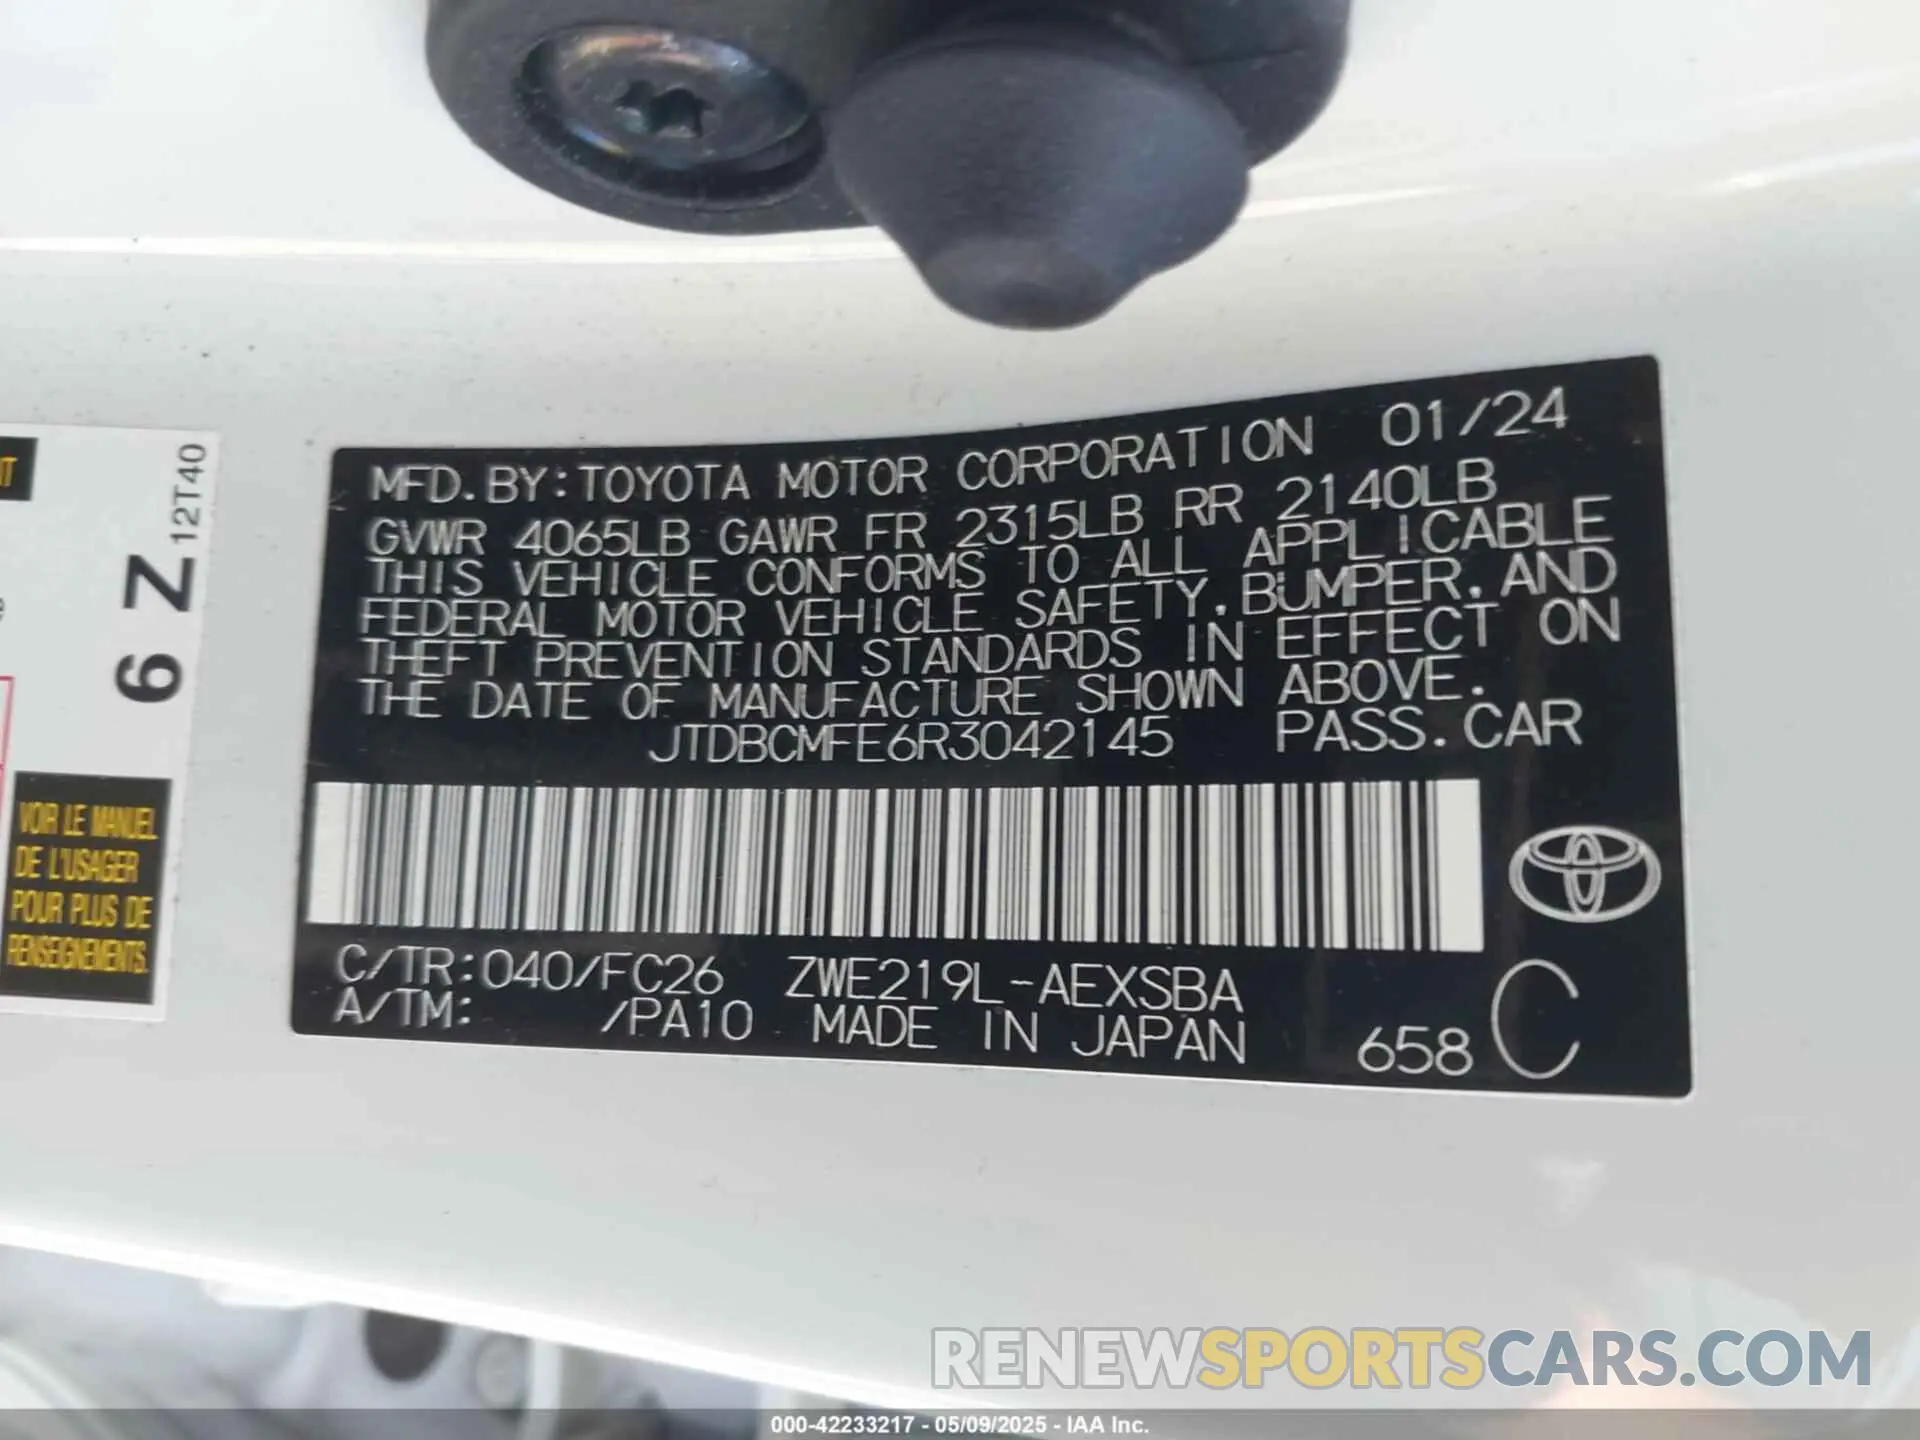 MFD.BY:TOYOTA MOTOR CORPORATION 01/24
GVWR 4065LB GAWR FR 2315LB RR 2140LB
THIS VEHICLE CONFORMS TO ALL APPLICABLE
FEDERAL MOTOR VEHICLE SAFETY,BUMPER,AND
THEFT PREVENTION STANDARDS IN EFFECT ON
THE DATE OF MANUFACTURE SHOWN ABOVE.
JTDBCMFE6R3042145 PASS.CAR
C/TR:040/FC26 ZWE219L-AEXSBA
A/TM: /PA10 MADE IN JAPAN 658 C
6 Z 12T40
VOIR LE MANUEL
DE L'USAGER
POUR PLUS DE
RENSEIGNEMENTS.
RENEWSPORTSCARS.COM
000-42233217 - 05/09/2025 - IAA Inc.